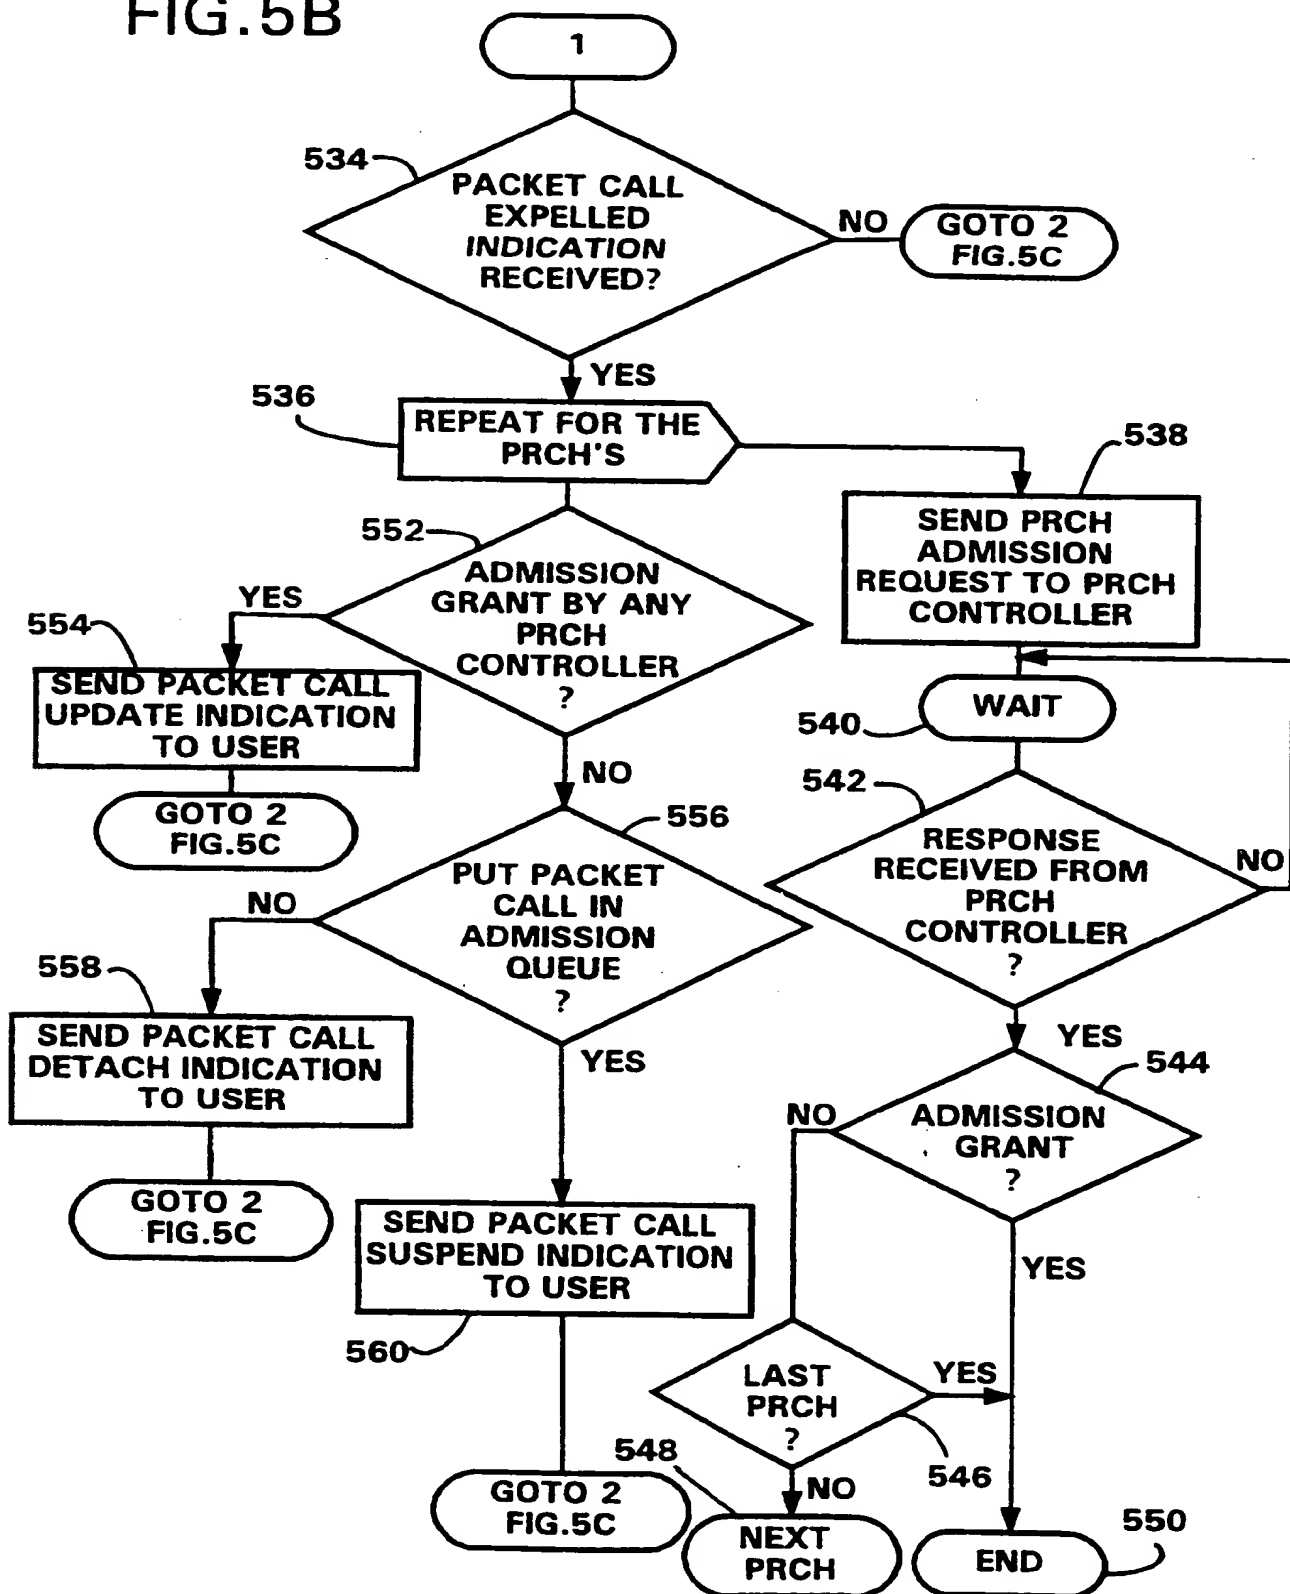 FIG.5B
1
534
PACKET CALL
EXPELLED
INDICATION
RECEIVED?
NO
GOTO 2
FIG.5C
YES
536
REPEAT FOR THE
PRCH'S
538
SEND PRCH
ADMISSION
REQUEST TO PRCH
CONTROLLER
552
ADMISSION
GRANT BY ANY
PRCH
CONTROLLER
?
YES
554
SEND PACKET CALL
UPDATE INDICATION
TO USER
GOTO 2
FIG.5C
NO
WAIT
540
542
RESPONSE
RECEIVED FROM
PRCH
CONTROLLER
?
NO
YES
556
PUT PACKET
CALL IN
ADMISSION
QUEUE
?
NO
558
SEND PACKET CALL
DETACH INDICATION
TO USER
GOTO 2
FIG.5C
YES
SEND PACKET CALL
SUSPEND INDICATION
TO USER
560
GOTO 2
FIG.5C
544
ADMISSION
GRANT
?
NO
YES
LAST
PRCH
?
YES
546
NO
548
NEXT
PRCH
END
550